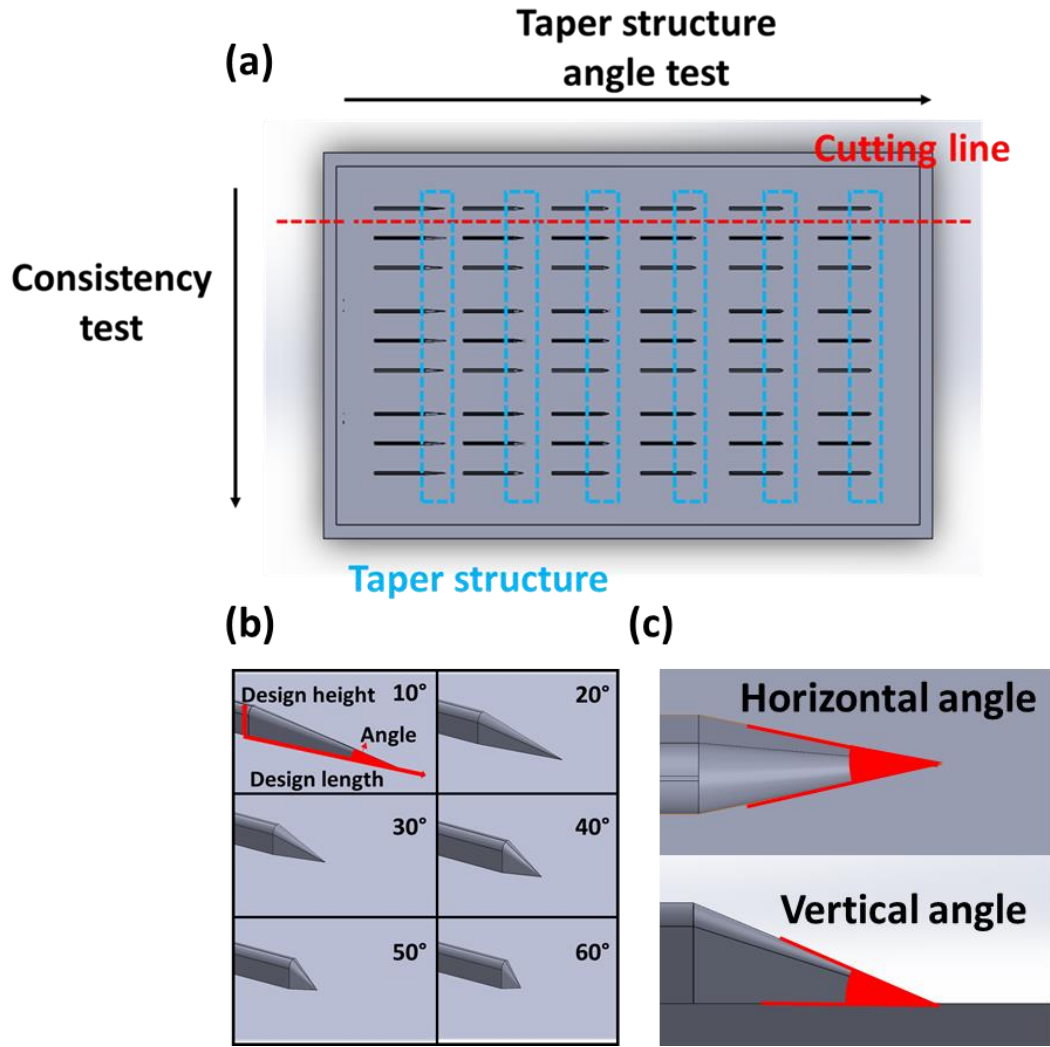 (a)
Taper structure
angle test
Cutting line
Consistency
test
Taper structure
(b)
Design height
10°
Angle
Design length
20°
30°
40°
50°
60°
(c)
Horizontal angle
Vertical angle